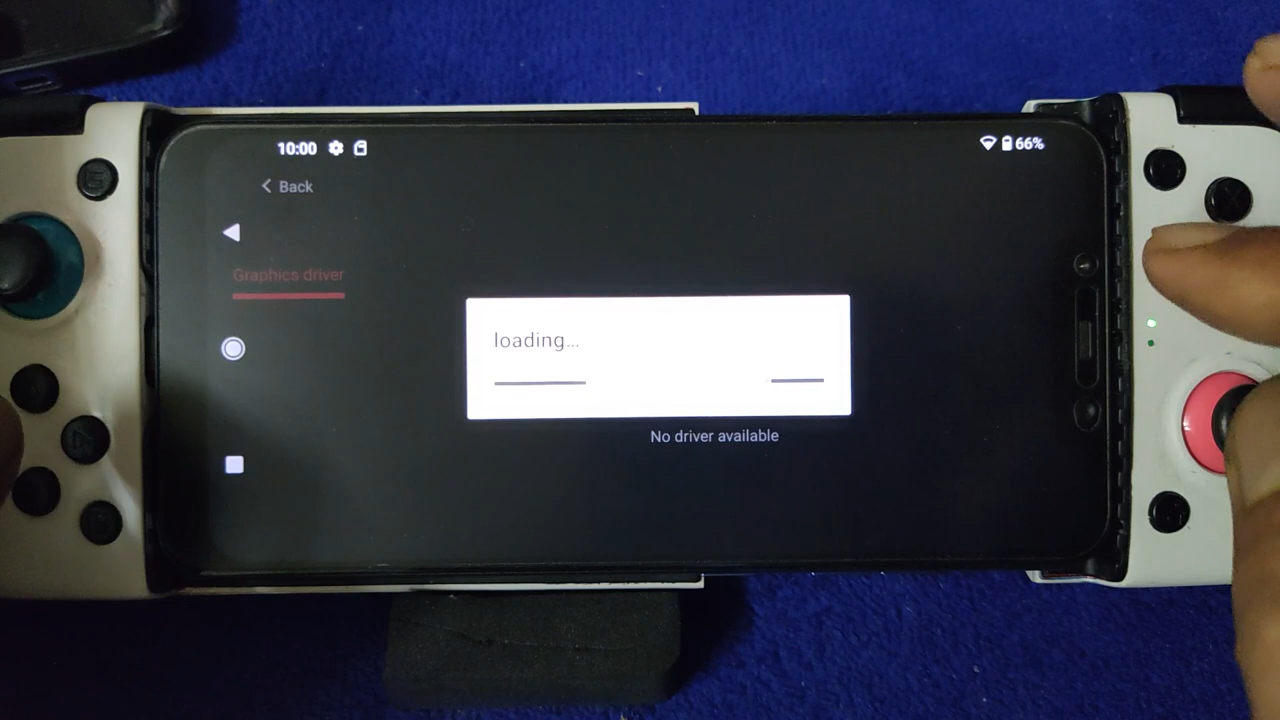 10:00
66%
Back
Graphics driver
loading...
No driver available